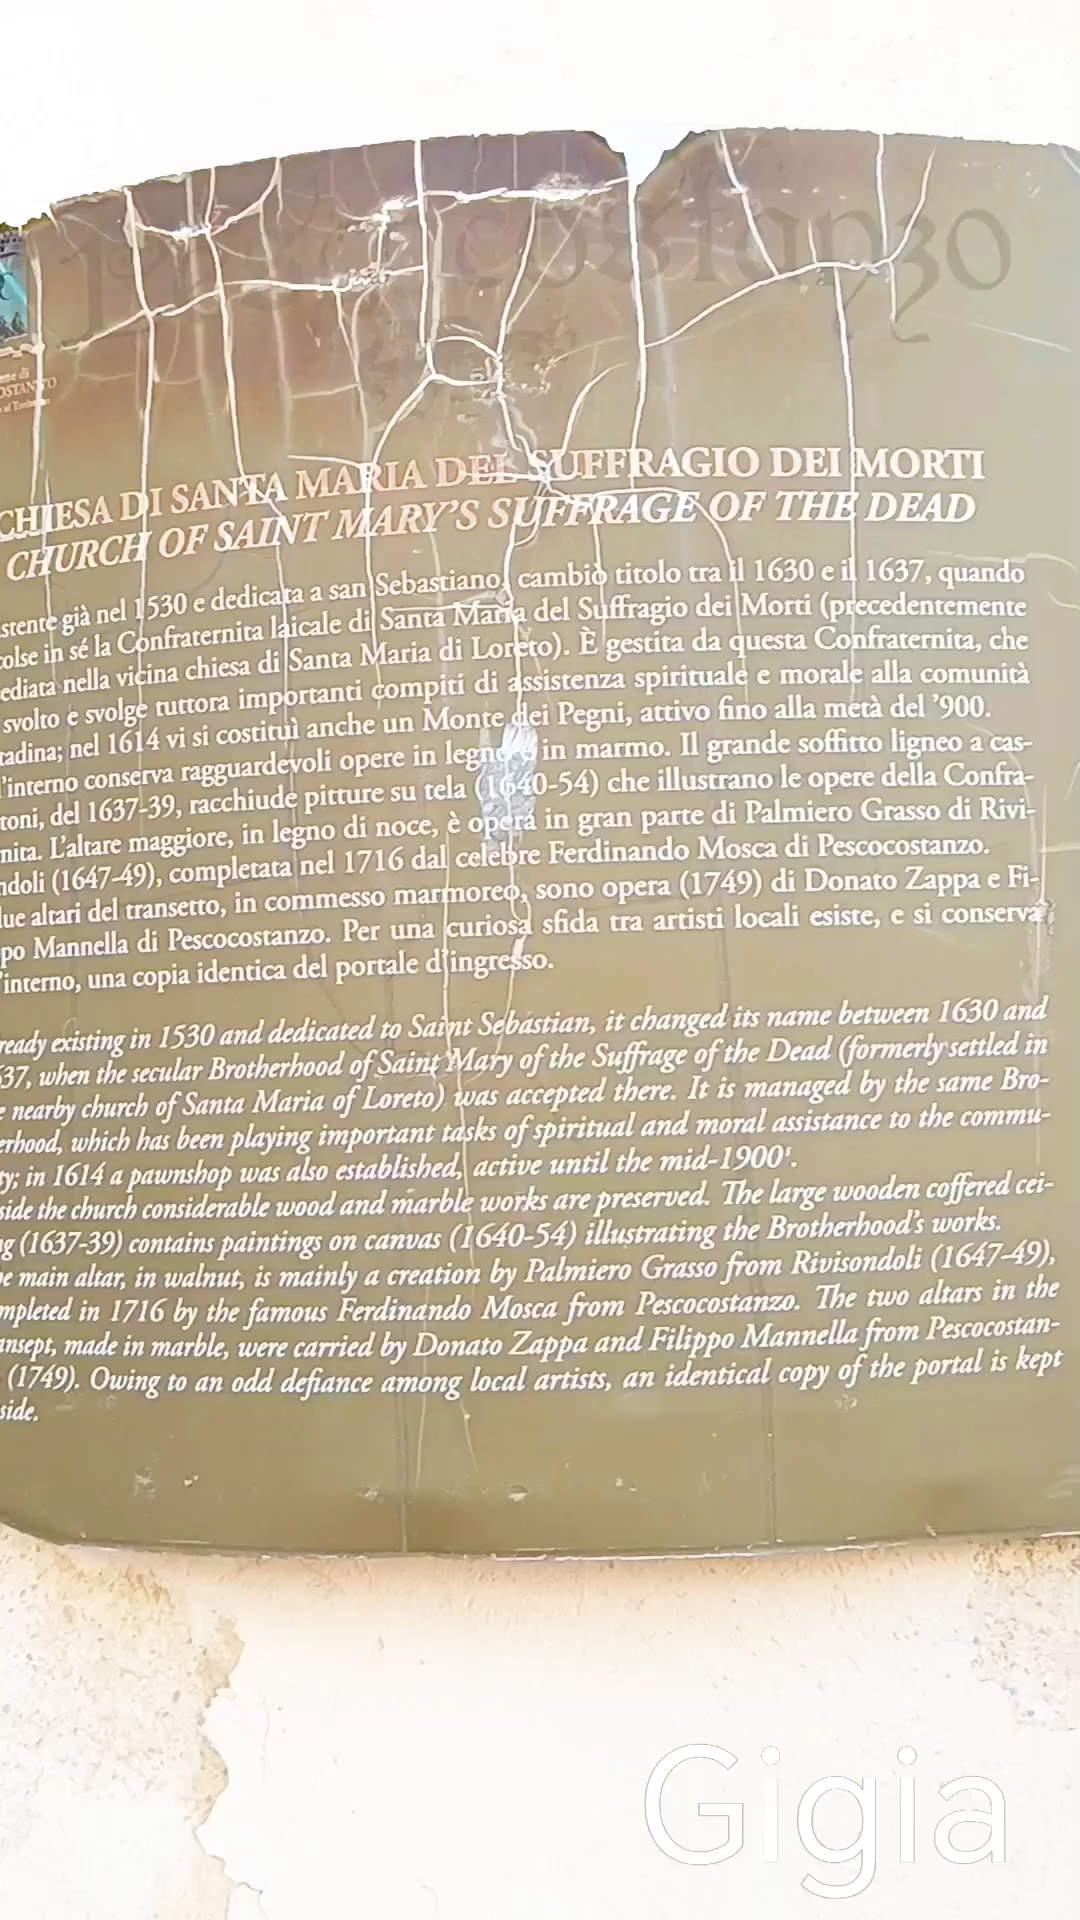 costanzo
CHIESA DI SANTA MARIA DEL SUFFRAGIO DEI MORTI
CHURCH OF SAINT MARY'S SUFFRAGE OF THE DEAD
stente già nel 1530 e dedicata a san Sebastiano, cambiò titolo tra il 1630 e il 1637, quando
colse in sé la Confraternita laicale di Santa Maria del Suffragio dei Morti (precedentemente
ediata nella vicina chiesa di Santa Maria di Loreto). È gestita da questa Confraternita, che
svolto e svolge tuttora importanti compiti di assistenza spirituale e morale alla comunità
tadina; nel 1614 vi si costituì anche un Monte dei Pegni, attivo fino alla metà del '900.
l'interno conserva ragguardevoli opere in legno e in marmo. Il grande soffitto ligneo a cas-
toni, del 1637-39, racchiude pitture su tela (1640-54) che illustrano le opere della Confra-
nita. L'altare maggiore, in legno di noce, è opera in gran parte di Palmiero Grasso di Rivi-
ndoli (1647-49), completata nel 1716 dal celebre Ferdinando Mosca di Pescocostanzo.
due altari del transetto, in commesso marmoreo, sono opera (1749) di Donato Zappa e Fi-
po Mannella di Pescocostanzo. Per una curiosa sfida tra artisti locali esiste, e si conserva
l'interno, una copia identica del portale d'ingresso.
ready existing in 1530 and dedicated to Saint Sebastian, it changed its name between 1630 and
637, when the secular Brotherhood of Saint Mary of the Suffrage of the Dead (formerly settled in
e nearby church of Santa Maria of Loreto) was accepted there. It is managed by the same Bro-
erhood, which has been playing important tasks of spiritual and moral assistance to the commu-
ty; in 1614 a pawnshop was also established, active until the mid-1900'.
side the church considerable wood and marble works are preserved. The large wooden coffered cei-
g (1637-39) contains paintings on canvas (1640-54) illustrating the Brotherhood's works.
e main altar, in walnut, is mainly a creation by Palmiero Grasso from Rivisondoli (1647-49),
mpleted in 1716 by the famous Ferdinando Mosca from Pescocostanzo. The two altars in the
ansept, made in marble, were carried by Donato Zappa and Filippo Mannella from Pescocostan-
(1749). Owing to an odd defiance among local artists, an identical copy of the portal is kept
side.
Gigia